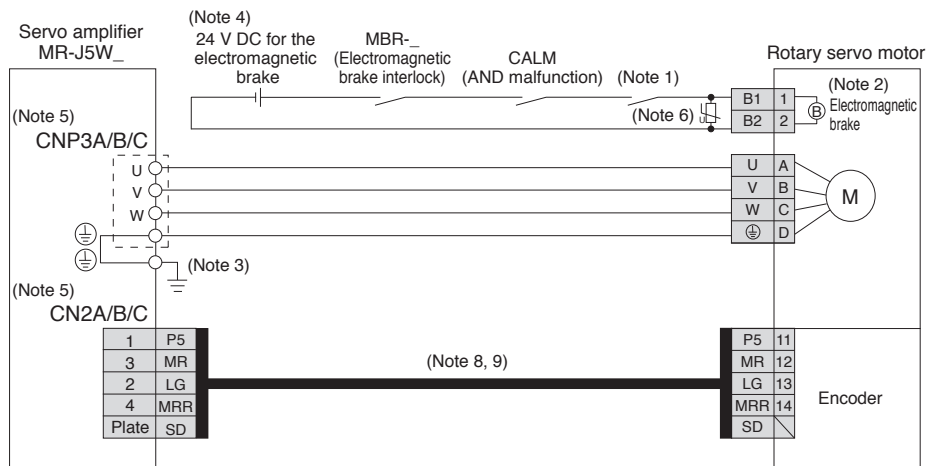 (Note 4)
Servo amplifier
MR-J5W_
24 V DC for the
electromagnetic
brake
MBR-_
(Electromagnetic
brake interlock)
CALM
(AND malfunction)
(Note 1)
Rotary servo motor
(Note 2)
B1 1
B2 2
B
Electromagnetic
brake
(Note 6)
U
(Note 5)
CNP3A/B/C
U
V
W
U A
V B
W C
D
M
(Note 3)
(Note 5)
CN2A/B/C
1 P5
3 MR
2 LG
4 MRR
Plate SD
(Note 8, 9)
P5 11
MR 12
LG 13
MRR 14
SD
Encoder